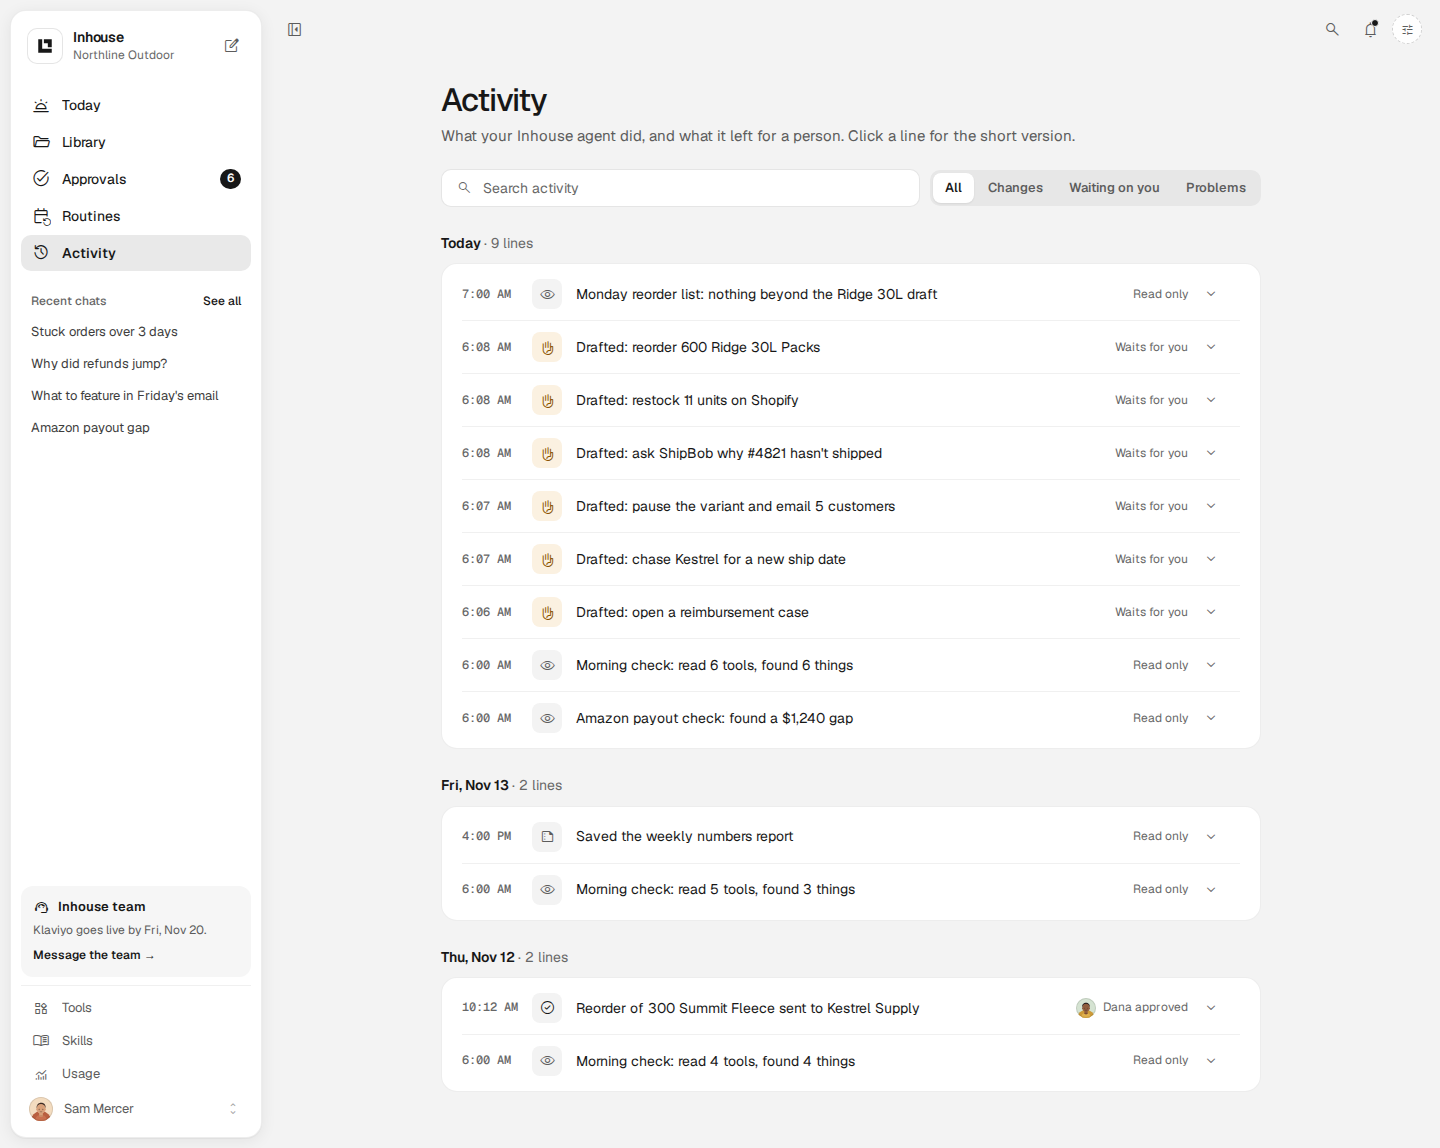 Inhouse
Northline Outdoor
Today
Library
Approvals 6
Routines
Activity
Recent chats See all
Stuck orders over 3 days
Why did refunds jump?
What to feature in Friday's email
Amazon payout gap
Inhouse team
Klaviyo goes live by Fri, Nov 20.
Message the team →
Tools
Skills
Usage
Sam Mercer
Activity
What your Inhouse agent did, and what it left for a person. Click a line for the short version.
Search activity All Changes Waiting on you Problems
Today · 9 lines
7:00 AM Monday reorder list: nothing beyond the Ridge 30L draft Read only
6:08 AM Drafted: reorder 600 Ridge 30L Packs Waits for you
6:08 AM Drafted: restock 11 units on Shopify Waits for you
6:08 AM Drafted: ask ShipBob why #4821 hasn't shipped Waits for you
6:07 AM Drafted: pause the variant and email 5 customers Waits for you
6:07 AM Drafted: chase Kestrel for a new ship date Waits for you
6:06 AM Drafted: open a reimbursement case Waits for you
6:00 AM Morning check: read 6 tools, found 6 things Read only
6:00 AM Amazon payout check: found a $1,240 gap Read only
Fri, Nov 13 · 2 lines
4:00 PM Saved the weekly numbers report Read only
6:00 AM Morning check: read 5 tools, found 3 things Read only
Thu, Nov 12 · 2 lines
10:12 AM Reorder of 300 Summit Fleece sent to Kestrel Supply Dana approved
6:00 AM Morning check: read 4 tools, found 4 things Read only